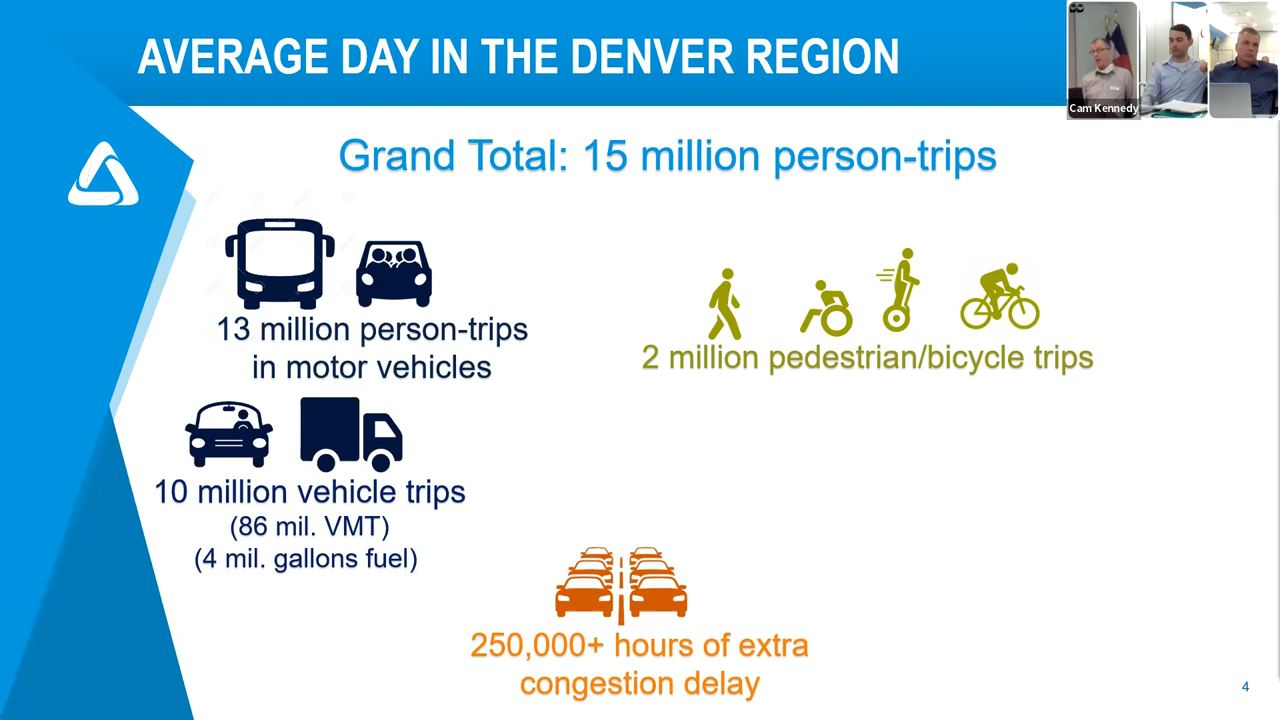 AVERAGE DAY IN THE DENVER REGION
Cam Kennedy
Grand Total: 15 million person-trips
13 million person-trips
in motor vehicles
2 million pedestrian/bicycle trips
10 million vehicle trips
(86 mil. VMT)
(4 mil. gallons fuel)
250,000+ hours of extra
congestion delay
4